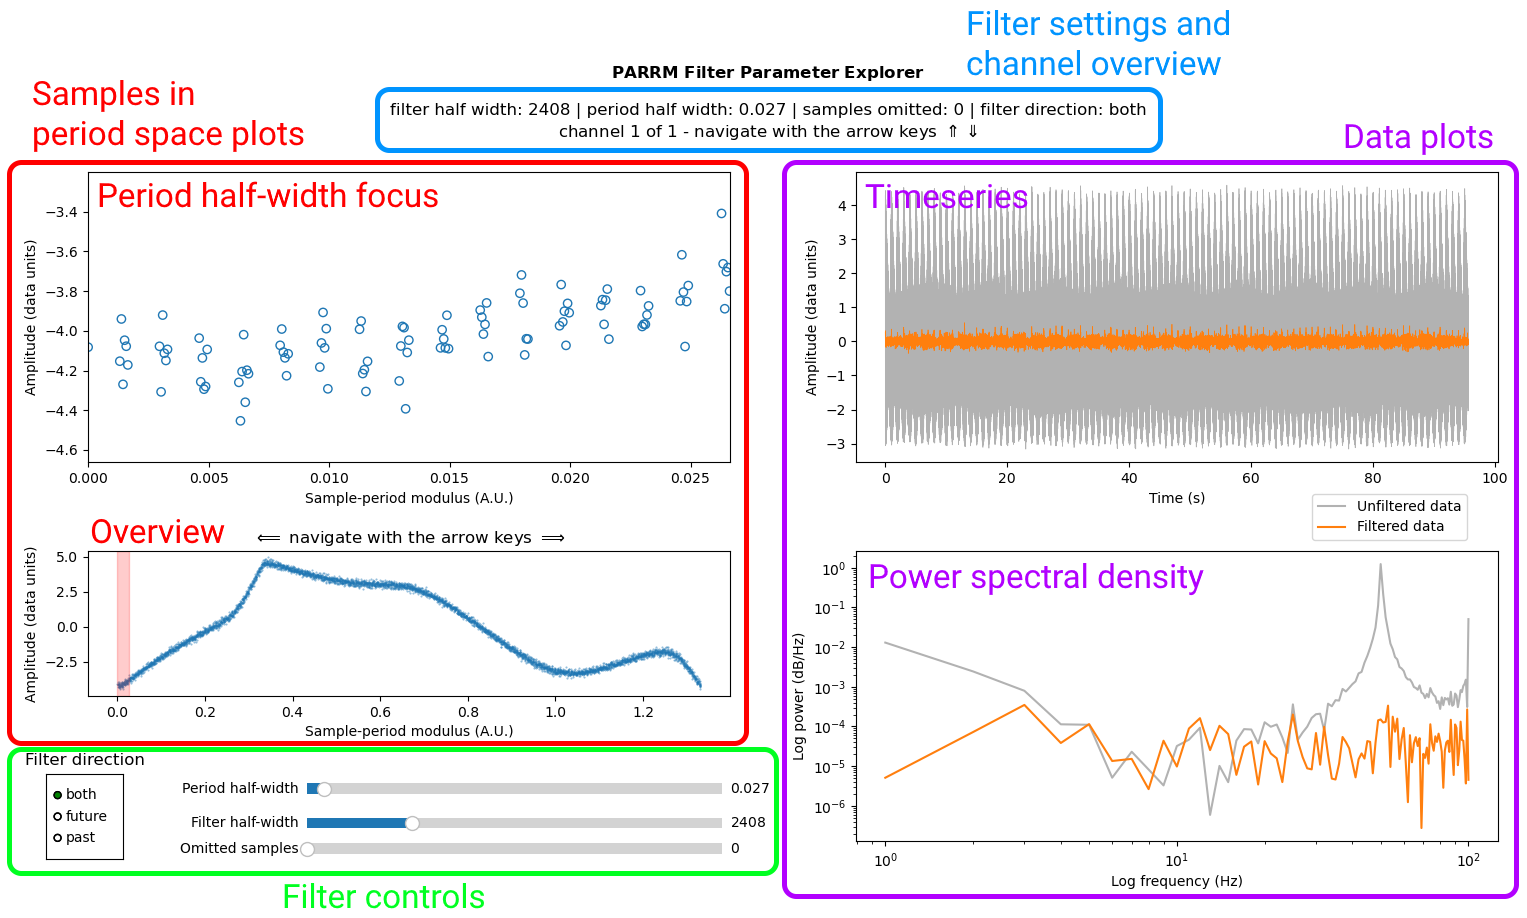 Filter settings and
channel overview
PARRM Filter Parameter Explorer
Samples in
period space plots
filter half width: 2408 | period half width: 0.027 | samples omitted: 0 | filter direction: both
channel 1 of 1 - navigate with the arrow keys ⇑ ⇓
Data plots
Period half-width focus
Amplitude (data units)
−3.4
−3.6
−3.8
−4.0
−4.2
−4.4
−4.6
0.000 0.005 0.010 0.015 0.020 0.025
Sample-period modulus (A.U.)
Timeseries
Amplitude (data units)
4
3
2
1
0
−1
−2
−3
0 20 40 60 80 100
Time (s)
Unfiltered data
Filtered data
Overview
⟸ navigate with the arrow keys ⟹
Amplitude (data units)
5.0
2.5
0.0
−2.5
0.0 0.2 0.4 0.6 0.8 1.0 1.2
Sample-period modulus (A.U.)
Power spectral density
Log power (dB/Hz)
10⁰
10⁻¹
10⁻²
10⁻³
10⁻⁴
10⁻⁵
10⁻⁶
10⁰ 10¹ 10²
Log frequency (Hz)
Filter direction
both
future
past
Period half-width 0.027
Filter half-width 2408
Omitted samples 0
Filter controls